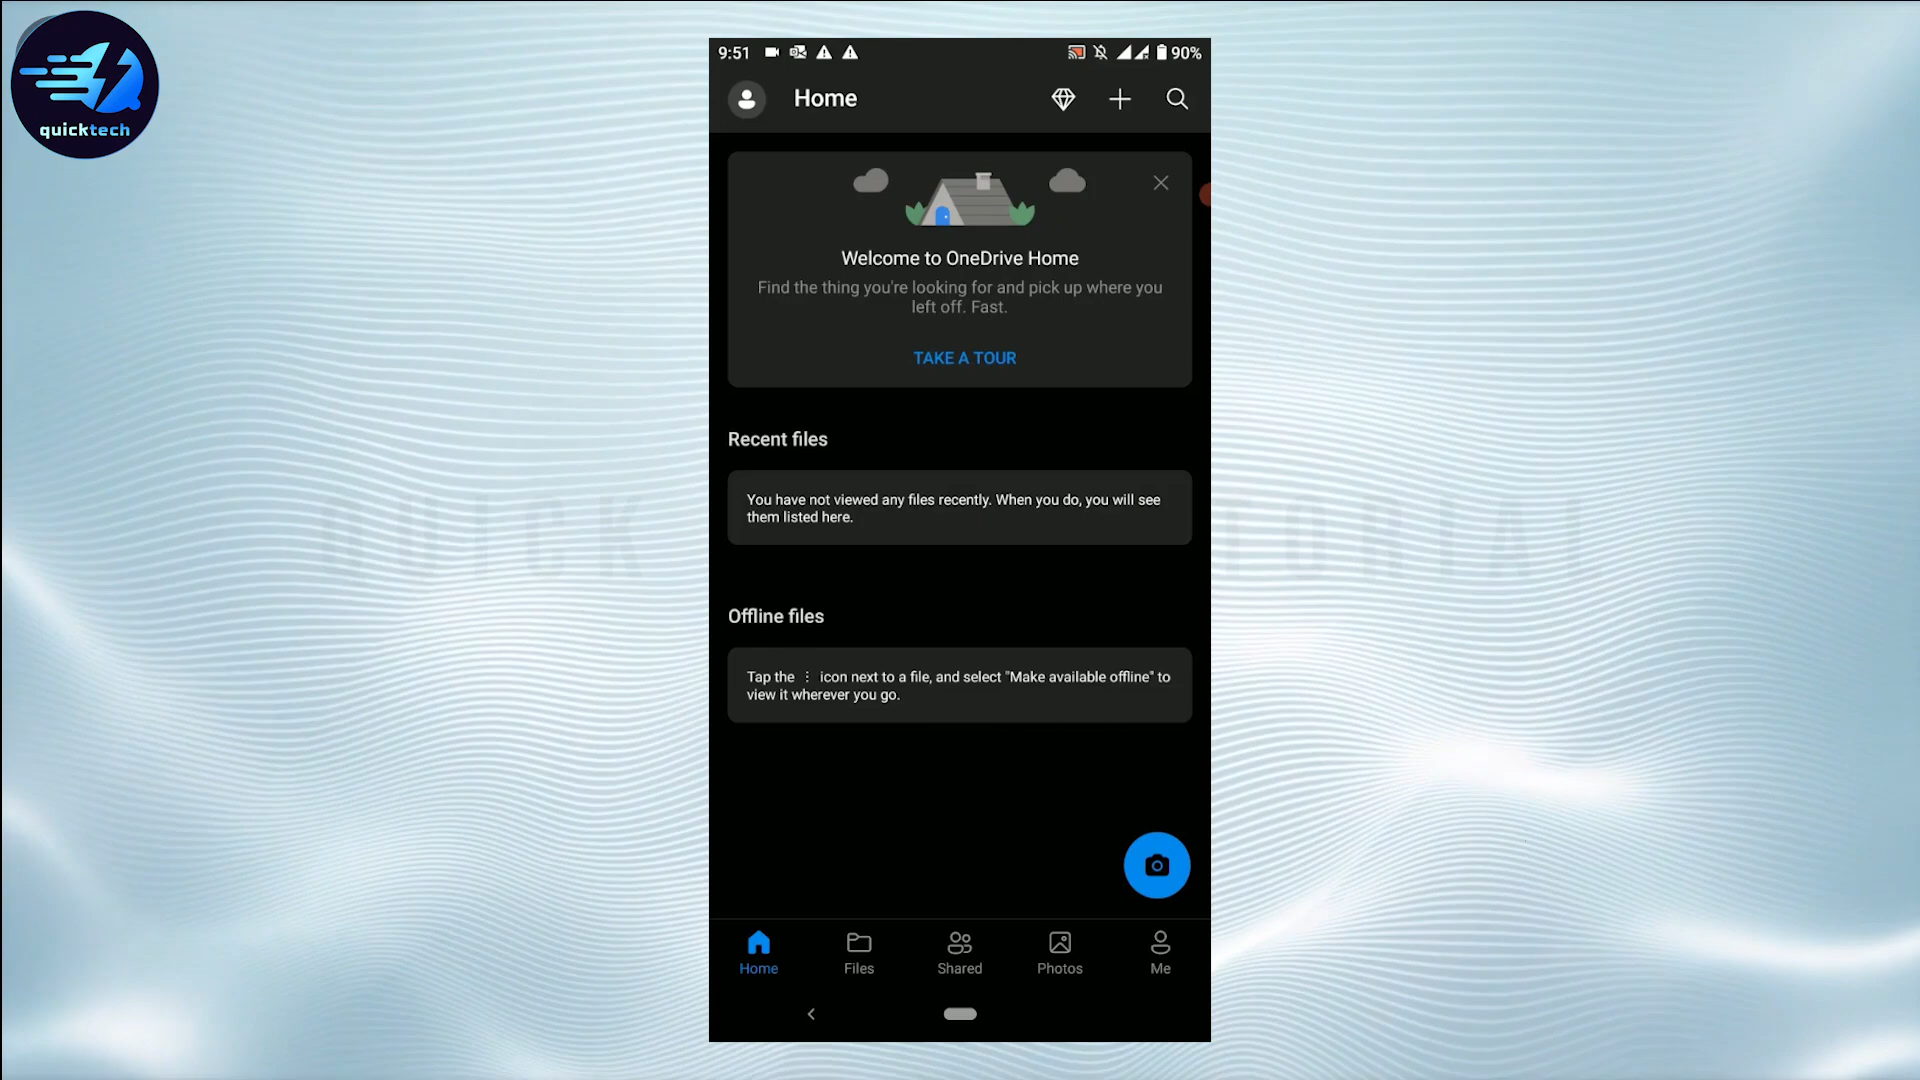 quicktech
9:51
90%
Home
Welcome to OneDrive Home
Find the thing you're looking for and pick up where you
left off. Fast.
TAKE A TOUR
Recent files
You have not viewed any files recently. When you do, you will see
them listed here.
QUICK
TORIAL
Offline files
Tap the ⋮ icon next to a file, and select "Make available offline" to
view it wherever you go.
Home
Files
Shared
Photos
Me